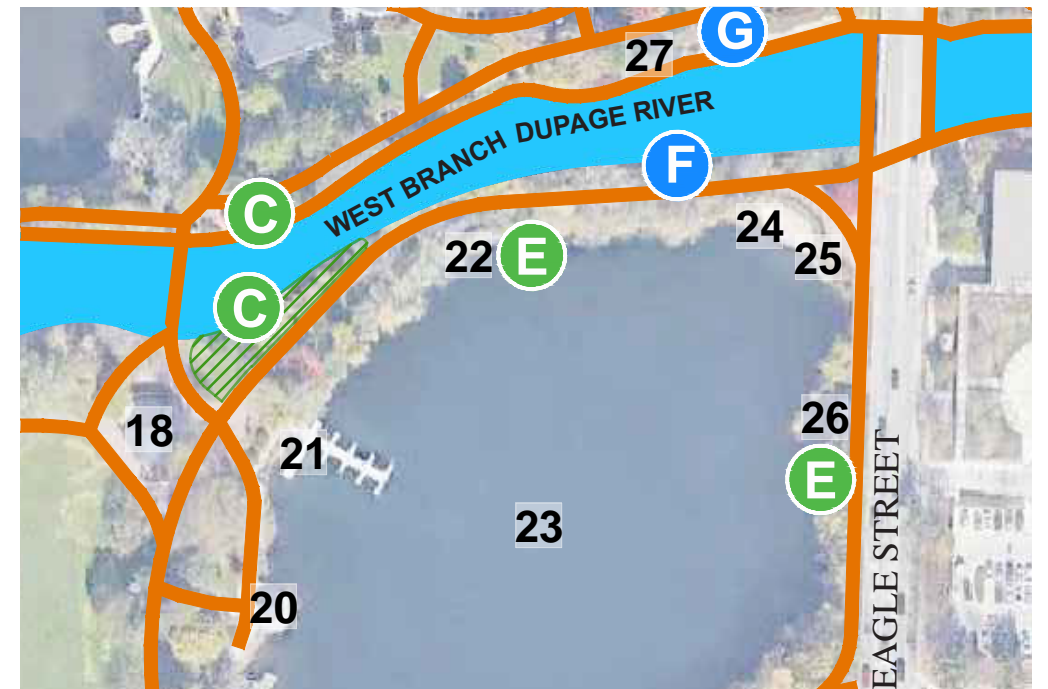 G
27
WEST BRANCH DUPAGE RIVER
F
C
24
22
E
25
C
26
18
21
E
23
EAGLE STREET
20